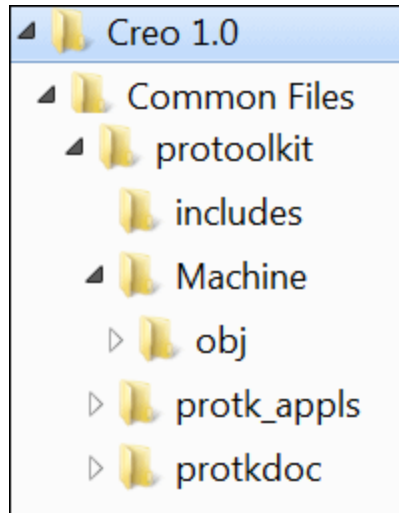 Creo 1.0
Common Files
protoolkit
includes
Machine
obj
protk_appls
protkdoc